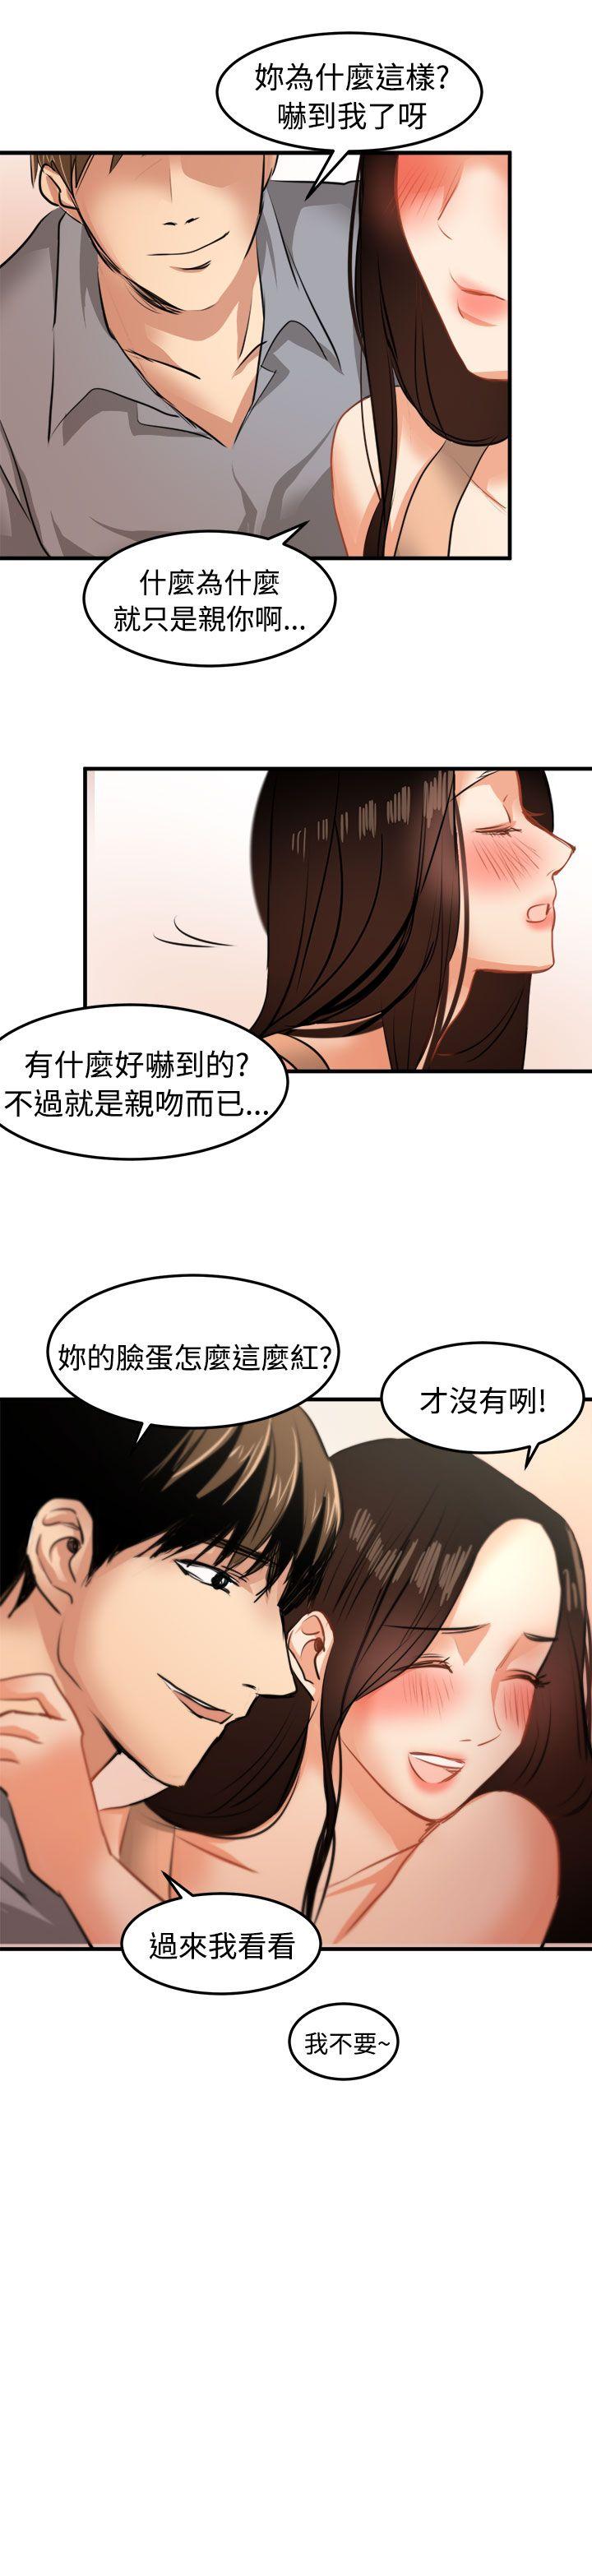 妳為什麼這樣?
嚇到我了呀
什麼為什麼
就只是親你啊...
有什麼好嚇到的?
不過就是親吻而已...
妳的臉蛋怎麼這麼紅?
才沒有咧!
過來我看看
我不要~